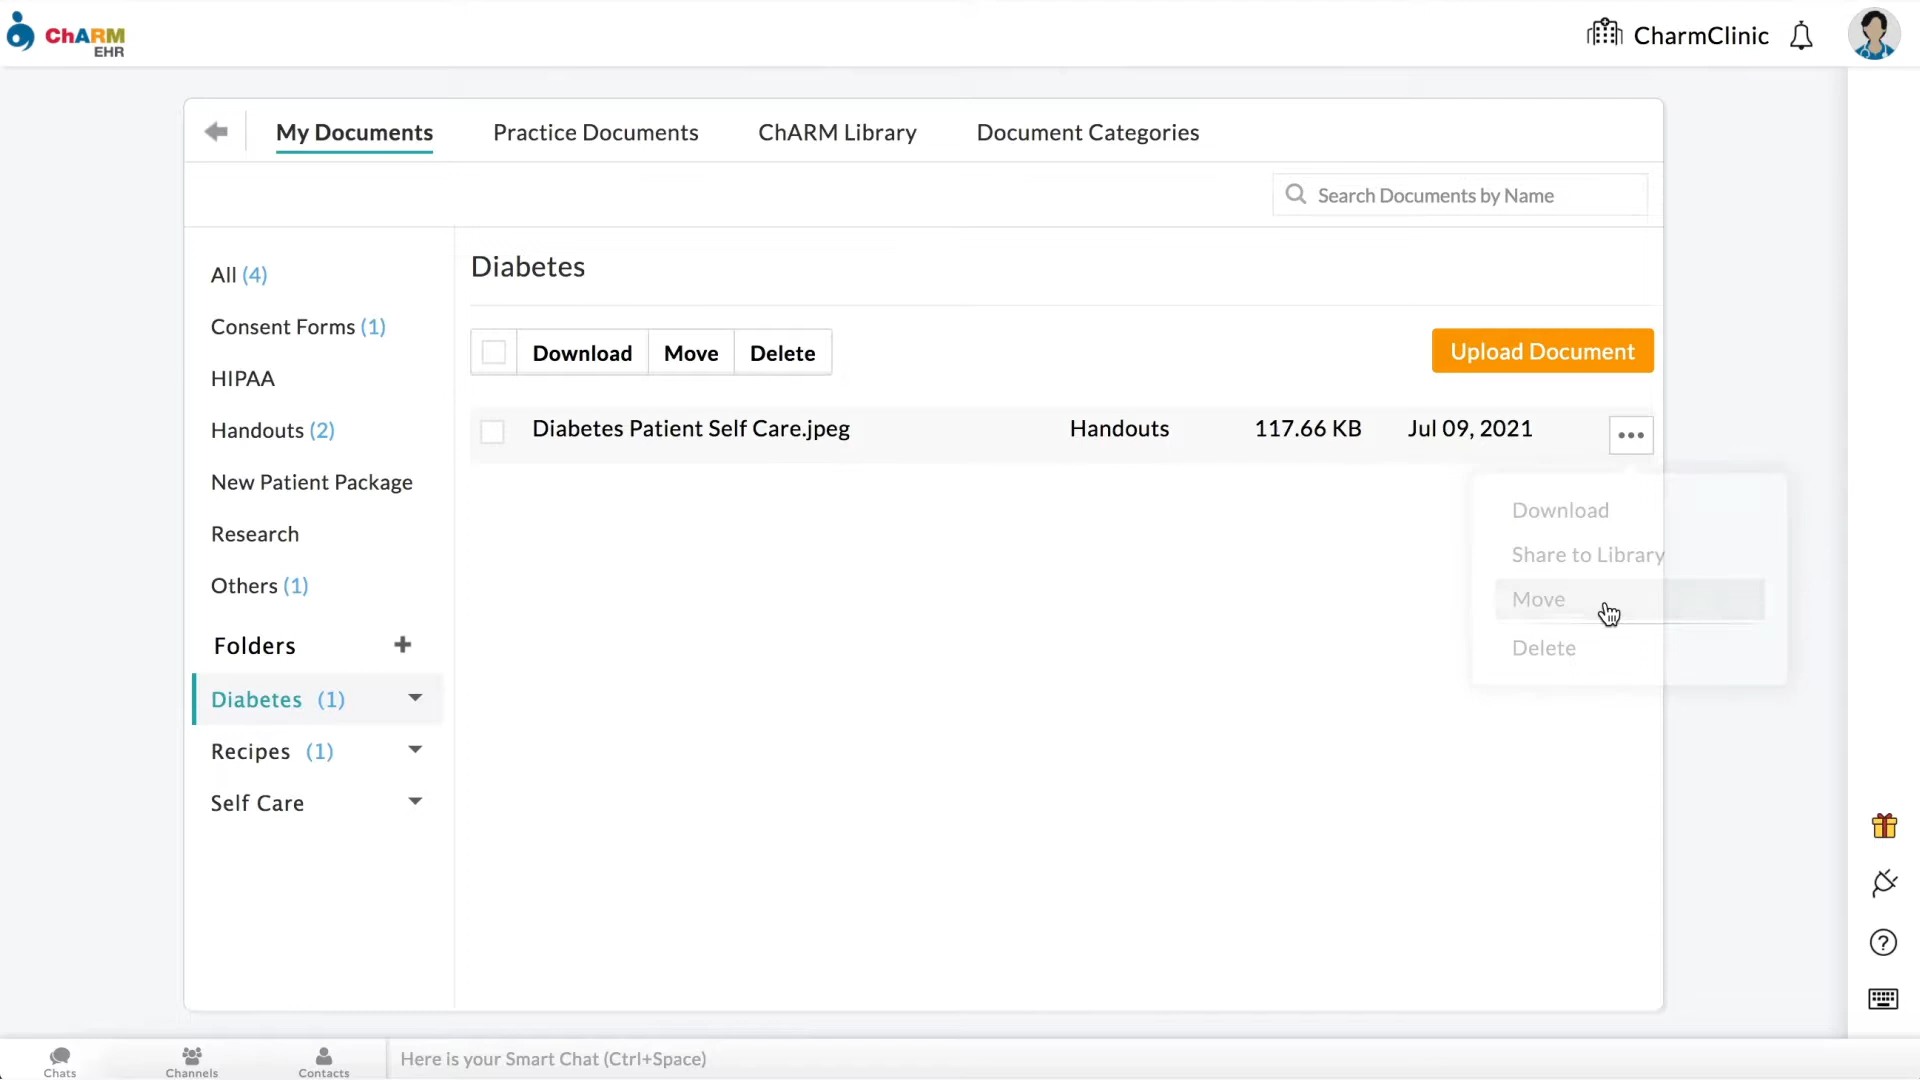 ChARM
EHR
CharmClinic
My Documents
Practice Documents
ChARM Library
Document Categories
Search Documents by Name
All (4)
Consent Forms (1)
HIPAA
Handouts (2)
New Patient Package
Research
Others (1)
Folders +
Diabetes (1)
Recipes (1)
Self Care
Diabetes
Download Move Delete
Upload Document
Diabetes Patient Self Care.jpeg Handouts 117.66 KB Jul 09, 2021
Download
Share to Library
Move
Delete
Chats
Channels
Contacts
Here is your Smart Chat (Ctrl+Space)